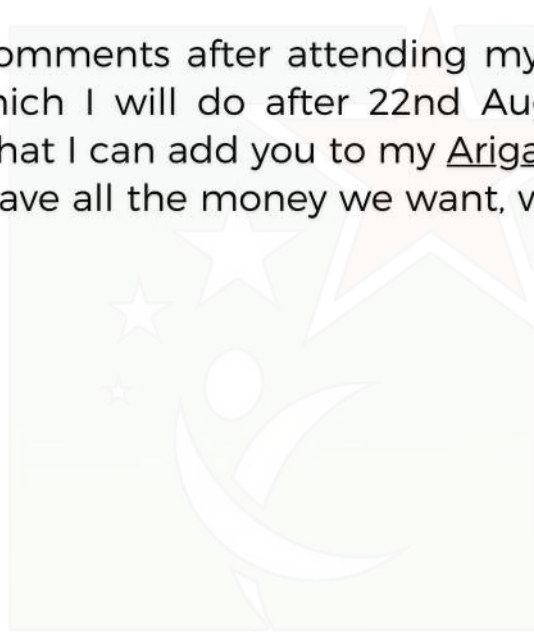 omments after attending my
hich I will do after 22nd Au
hat I can add you to my Ariga
ave all the money we want, v